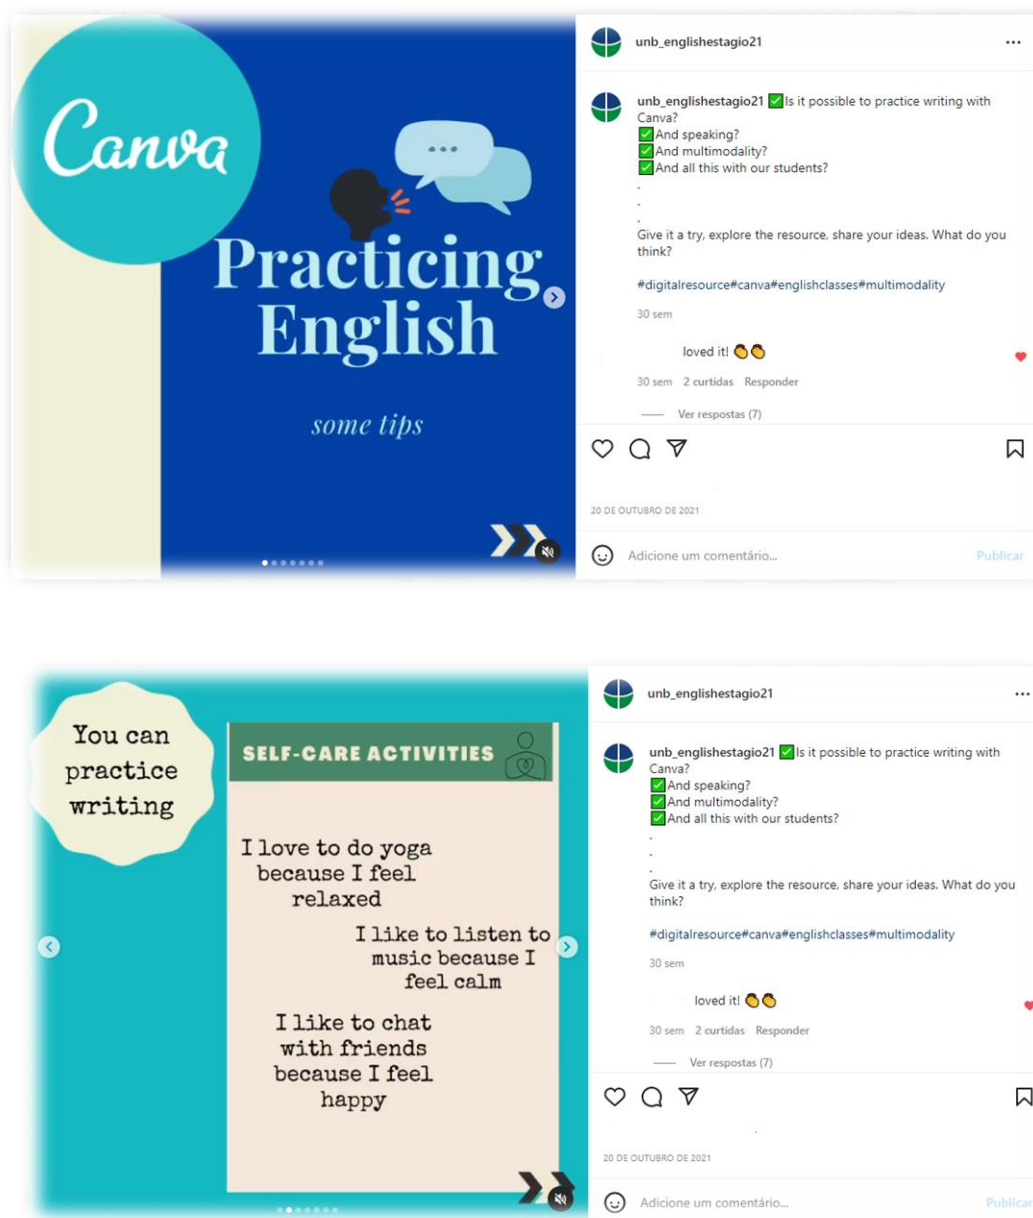 Canva
Practicing
English
some tips
unb_englishestagio21
unb_englishestagio21 ✅Is it possible to practice writing with
Canva?
✅And speaking?
✅And multimodality?
✅And all this with our students?
.
.
.
Give it a try, explore the resource, share your ideas. What do you
think?
#digitalresource#canva#englishclasses#multimodality
30 sem
loved it! 👏👏
30 sem 2 curtidas Responder
Ver respostas (7)
20 DE OUTUBRO DE 2021
Adicione um comentário... Publicar
You can
practice
writing
SELF-CARE ACTIVITIES
I love to do yoga
because I feel
relaxed
I like to listen to
music because I
feel calm
I like to chat
with friends
because I feel
happy
unb_englishestagio21
unb_englishestagio21 ✅Is it possible to practice writing with
Canva?
✅And speaking?
✅And multimodality?
✅And all this with our students?
.
.
.
Give it a try, explore the resource, share your ideas. What do you
think?
#digitalresource#canva#englishclasses#multimodality
30 sem
loved it! 👏👏
30 sem 2 curtidas Responder
Ver respostas (7)
20 DE OUTUBRO DE 2021
Adicione um comentário... Publicar